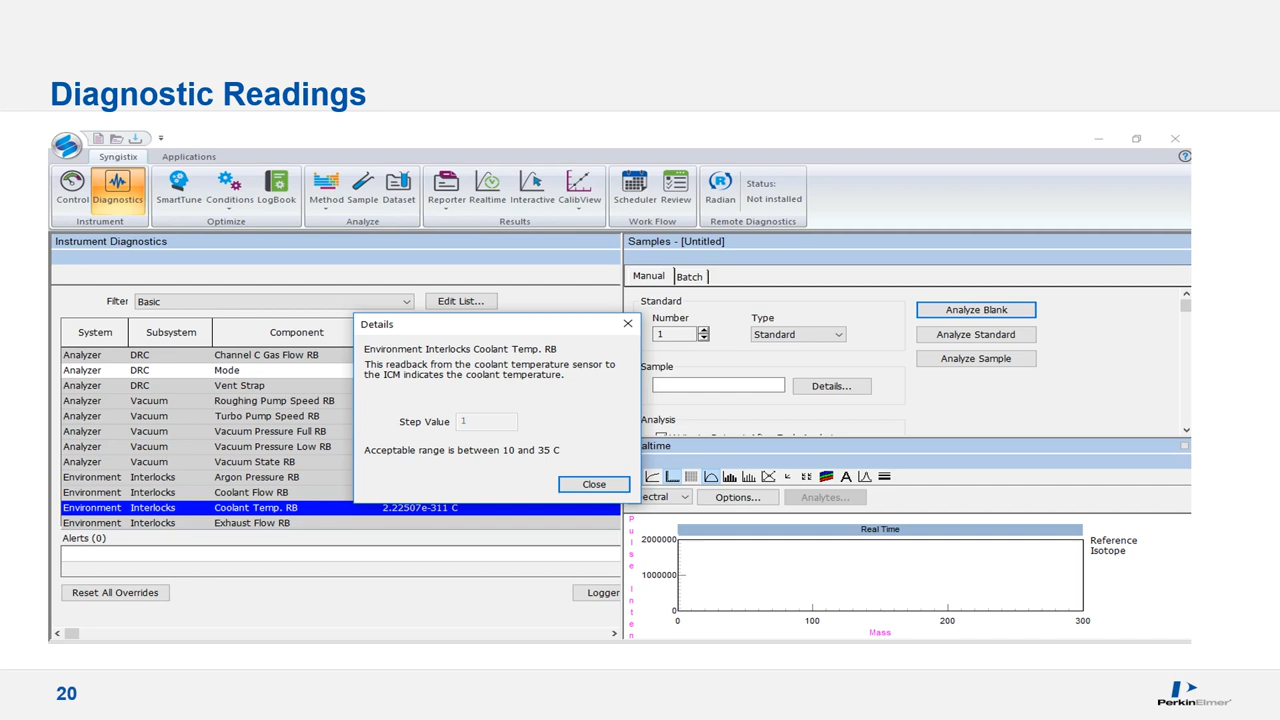 Diagnostic Readings
Syngistix
Applications
Control
Diagnostics
SmartTune
Conditions
LogBook
Method
Sample
Dataset
Reporter
Realtime
Interactive
CalibView
Scheduler
Review
Radian
Status:
Not installed
Instrument
Optimize
Analyze
Results
Work Flow
Remote Diagnostics
Instrument Diagnostics
Filter
Basic
Edit List...
System Subsystem Component
Analyzer DRC Channel C Gas Flow RB
Analyzer DRC Mode
Analyzer DRC Vent Strap
Analyzer Vacuum Roughing Pump Speed RB
Analyzer Vacuum Turbo Pump Speed RB
Analyzer Vacuum Vacuum Pressure Full RB
Analyzer Vacuum Vacuum Pressure Low RB
Analyzer Vacuum Vacuum State RB
Environment Interlocks Argon Pressure RB
Environment Interlocks Coolant Flow RB
Environment Interlocks Coolant Temp. RB 2.22507e-311 C
Environment Interlocks Exhaust Flow RB
Alerts (0)
Reset All Overrides
Logger
Details
Environment Interlocks Coolant Temp. RB
This readback from the coolant temperature sensor to
the ICM indicates the coolant temperature.
Step Value 1
Acceptable range is between 10 and 35 C
Close
Samples - [Untitled]
Manual
Batch
Standard
Number
Type
1
Standard
Analyze Blank
Analyze Standard
Analyze Sample
Sample
Details...
Analysis
altime
ectral
Options...
Analytes...
Real Time
Pulse Inten
2000000
1000000
0
0 100 200 300
Mass
Reference
Isotope
20
PerkinElmer